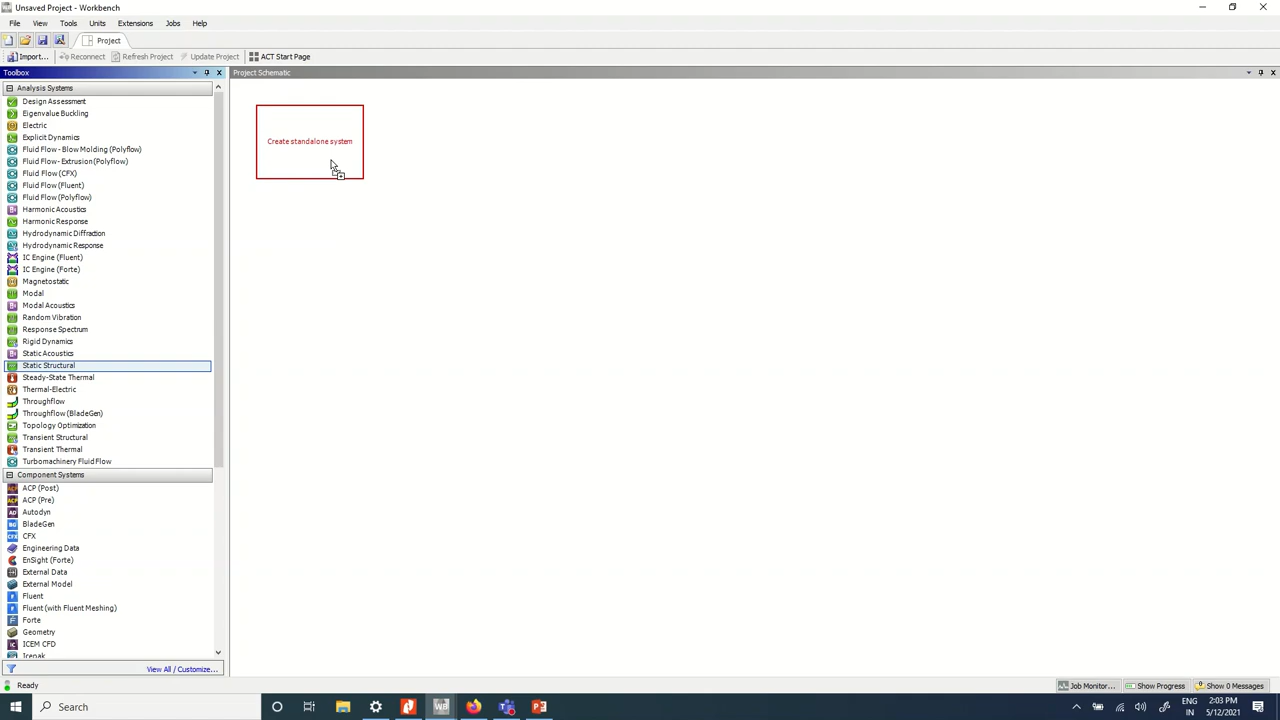 Unsaved Project - Workbench
File View Tools Units Extensions Jobs Help
Project
Import... Reconnect Refresh Project Update Project ACT Start Page
Toolbox
Project Schematic
Analysis Systems
Design Assessment
Eigenvalue Buckling
Electric
Explicit Dynamics
Fluid Flow - Blow Molding (Polyflow)
Fluid Flow- Extrusion (Polyflow)
Fluid Flow (CFX)
Fluid Flow (Fluent)
Fluid Flow (Polyflow)
Harmonic Acoustics
Harmonic Response
Hydrodynamic Diffraction
Hydrodynamic Response
IC Engine (Fluent)
IC Engine (Forte)
Magnetostatic
Modal
Modal Acoustics
Random Vibration
Response Spectrum
Rigid Dynamics
Static Acoustics
Static Structural
Steady-State Thermal
Thermal-Electric
Throughflow
Throughflow (BladeGen)
Topology Optimization
Transient Structural
Transient Thermal
Turbomachinery Fluid Flow
Component Systems
ACP (Post)
ACP (Pre)
Autodyn
BladeGen
CFX
Engineering Data
EnSight (Forte)
External Data
External Model
Fluent
Fluent (with Fluent Meshing)
Forte
Geometry
ICEM CFD
Icepak
View All / Customize...
Create standalone system
Ready
Job Monitor... Show Progress Show 0 Messages
Search
ENG
IN
2:03 PM
5/12/2021